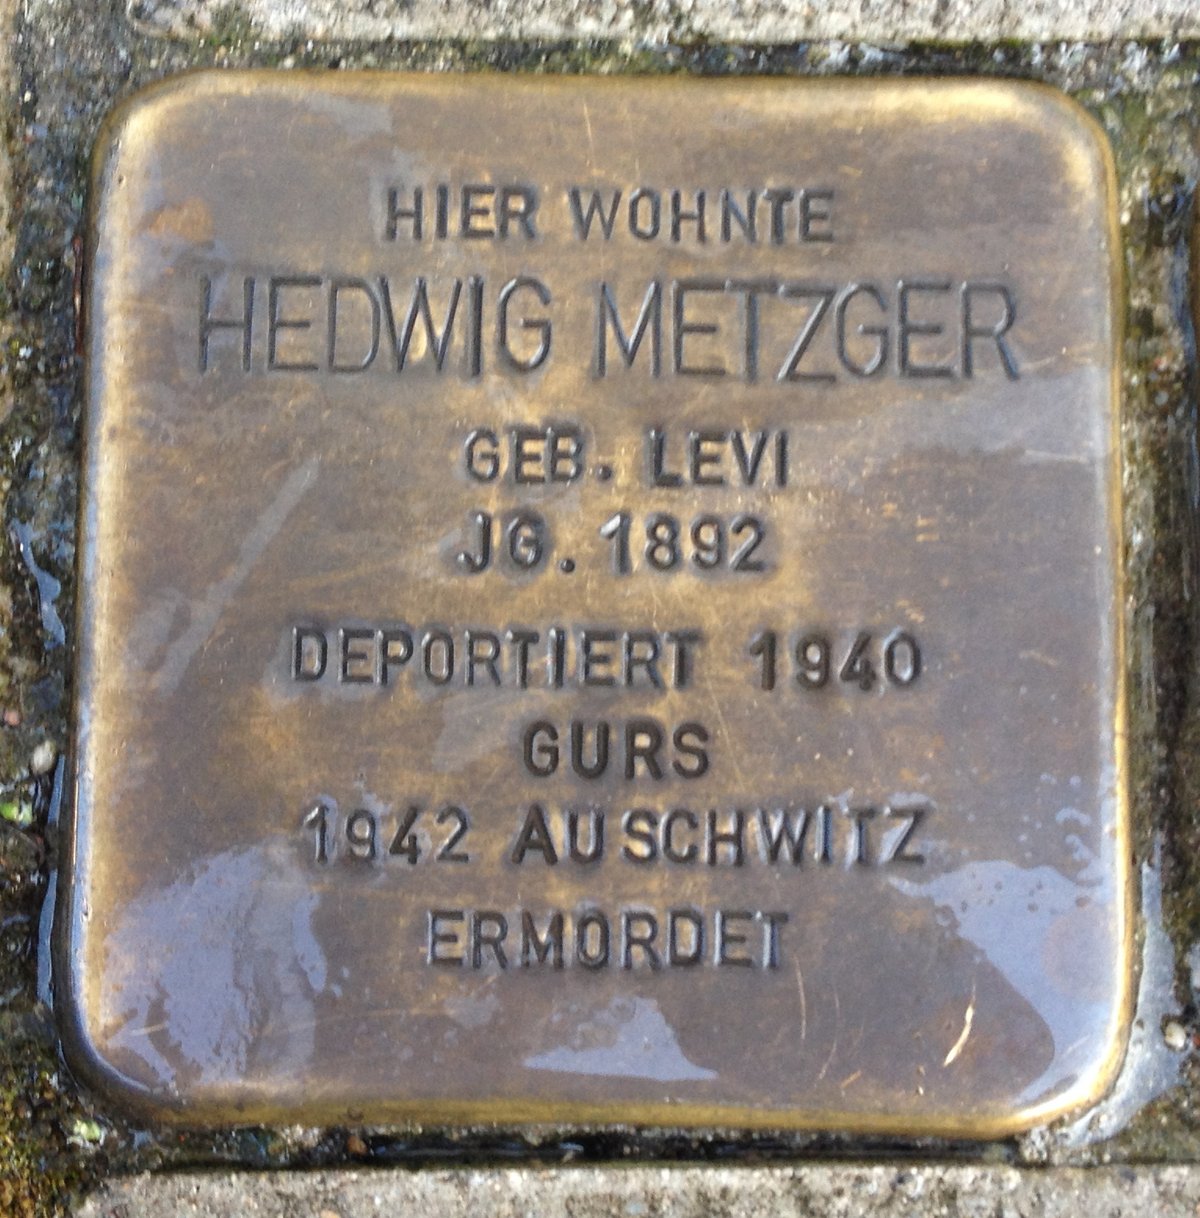 HIER WOHNTE
HEDWIG METZGER
GEB. LEVI
JG. 1892
DEPORTIERT 1940
GURS
1942 AUSCHWITZ
ERMORDET